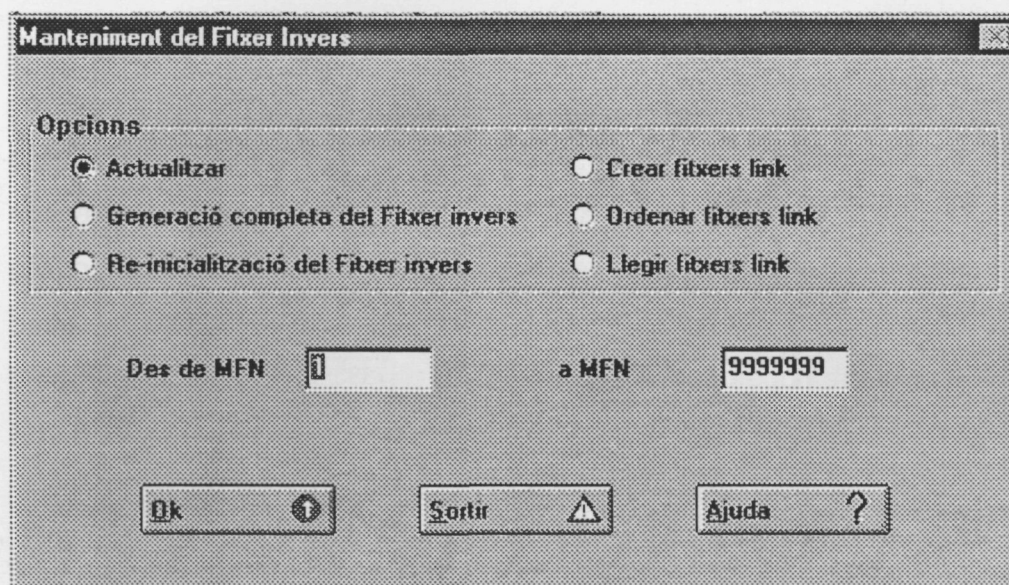 Manteniment del Fitxer Invers
Opcions
Actualitzar
Generació completa del Fitxer invers
Re-inicialització del Fitxer invers
Crear fitxers link
Ordenar fitxers link
Llegir fitxers link
Des de MFN 1 a MFN 9999999
Ok Sortir Ajuda ?